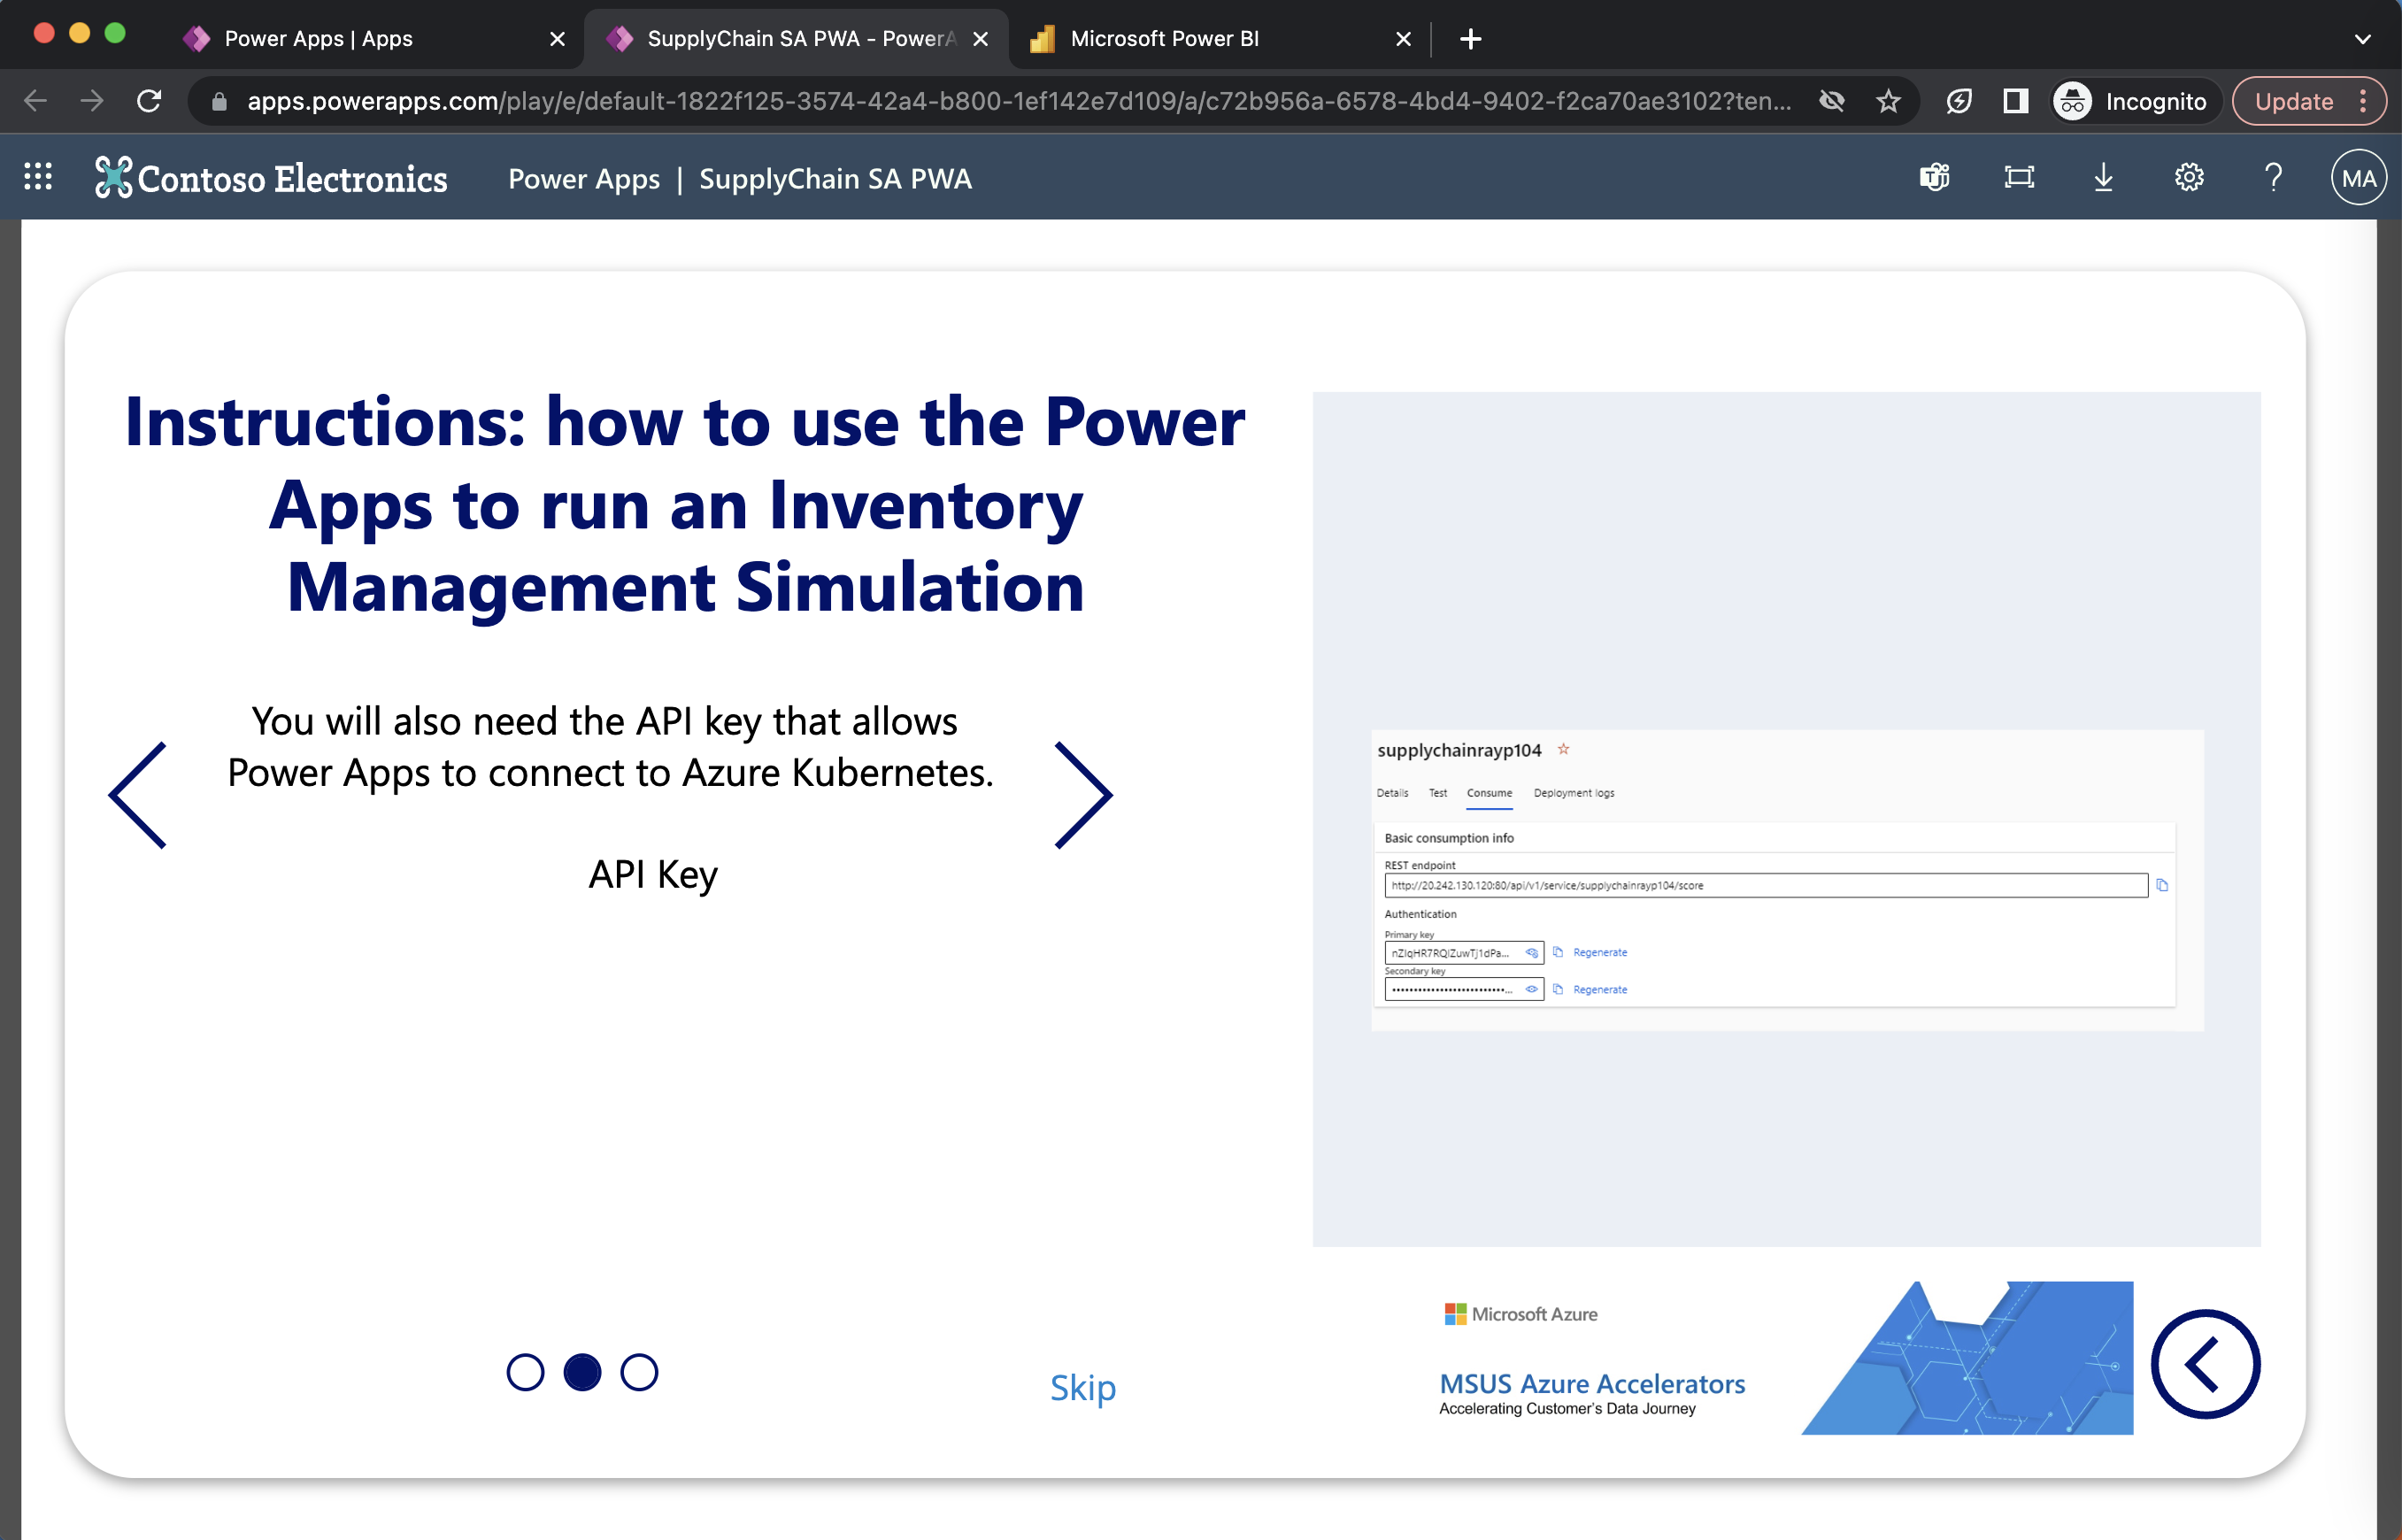 Power Apps | Apps
SupplyChain SA PWA - PowerA
Microsoft Power BI
apps.powerapps.com/play/e/default-1822f125-3574-42a4-b800-1ef142e7d109/a/c72b956a-6578-4bd4-9402-f2ca70ae3102?ten...
Incognito
Update
Contoso Electronics
Power Apps | SupplyChain SA PWA
MA
Instructions: how to use the Power
Apps to run an Inventory
Management Simulation
You will also need the API key that allows
Power Apps to connect to Azure Kubernetes.
API Key
supplychainrayp104
Details Test Consume Deployment logs
Basic consumption info
REST endpoint
http://20.242.130.120:80/api/v1/service/supplychainrayp104/score
Authentication
Primary key
Regenerate
Secondary key
Regenerate
Skip
Microsoft Azure
MSUS Azure Accelerators
Accelerating Customer's Data Journey